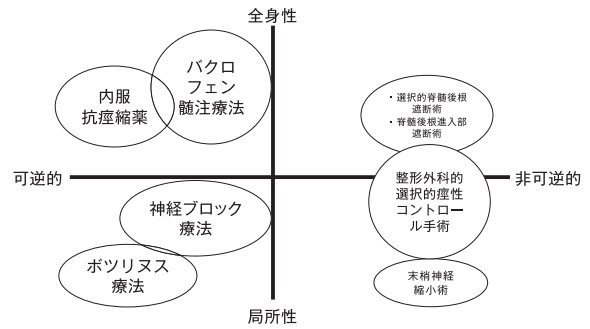 全身性
バクロ
フェン
髄注療法
内服
抗痙縮薬
・選択的脊髄後根
遮断術
・脊髄後根進入部
遮断術
可逆的
非可逆的
整形外科的
選択的痙性
コントロー
ル手術
神経ブロック
療法
ボツリヌス
療法
末梢神経
縮小術
局所性